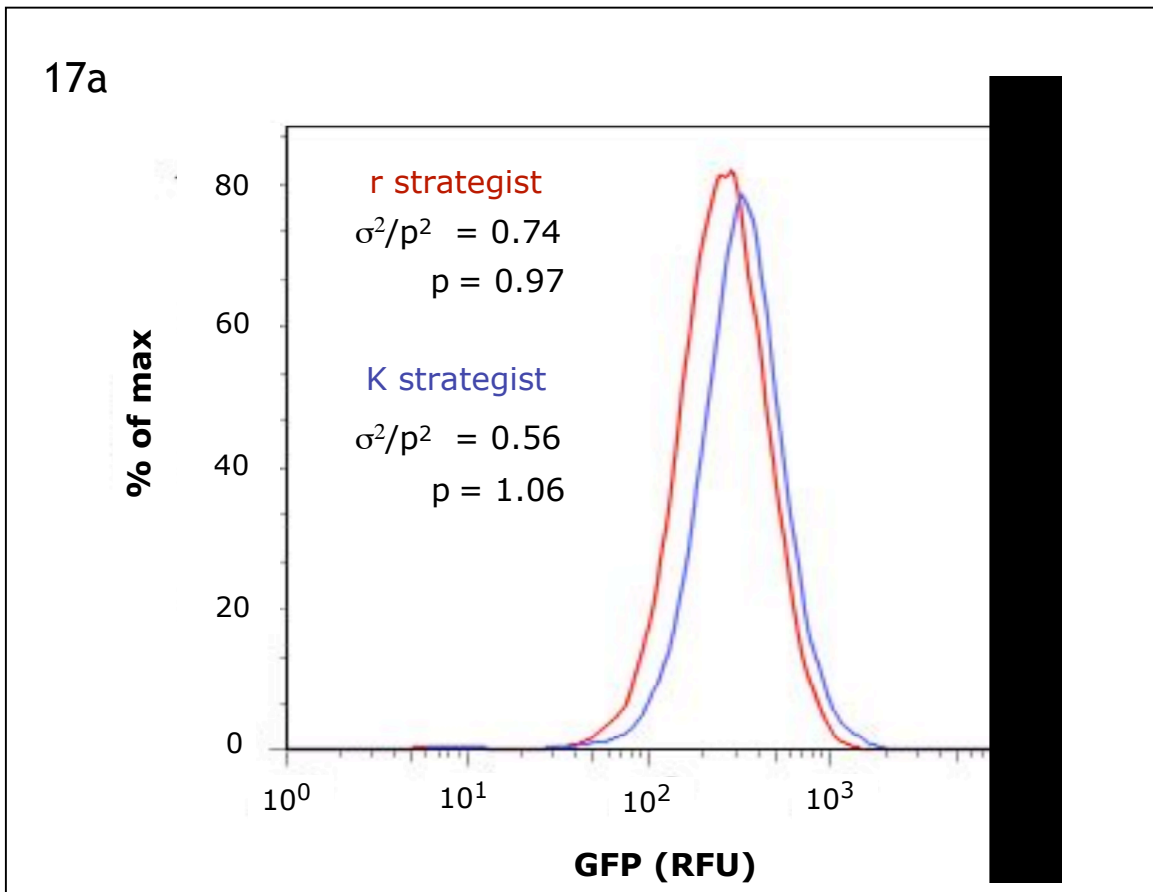 17a
% of max
80
60
40
20
0
r strategist
σ²/p² = 0.74
p = 0.97
K strategist
σ²/p² = 0.56
p = 1.06
10⁰ 10¹ 10² 10³
GFP (RFU)